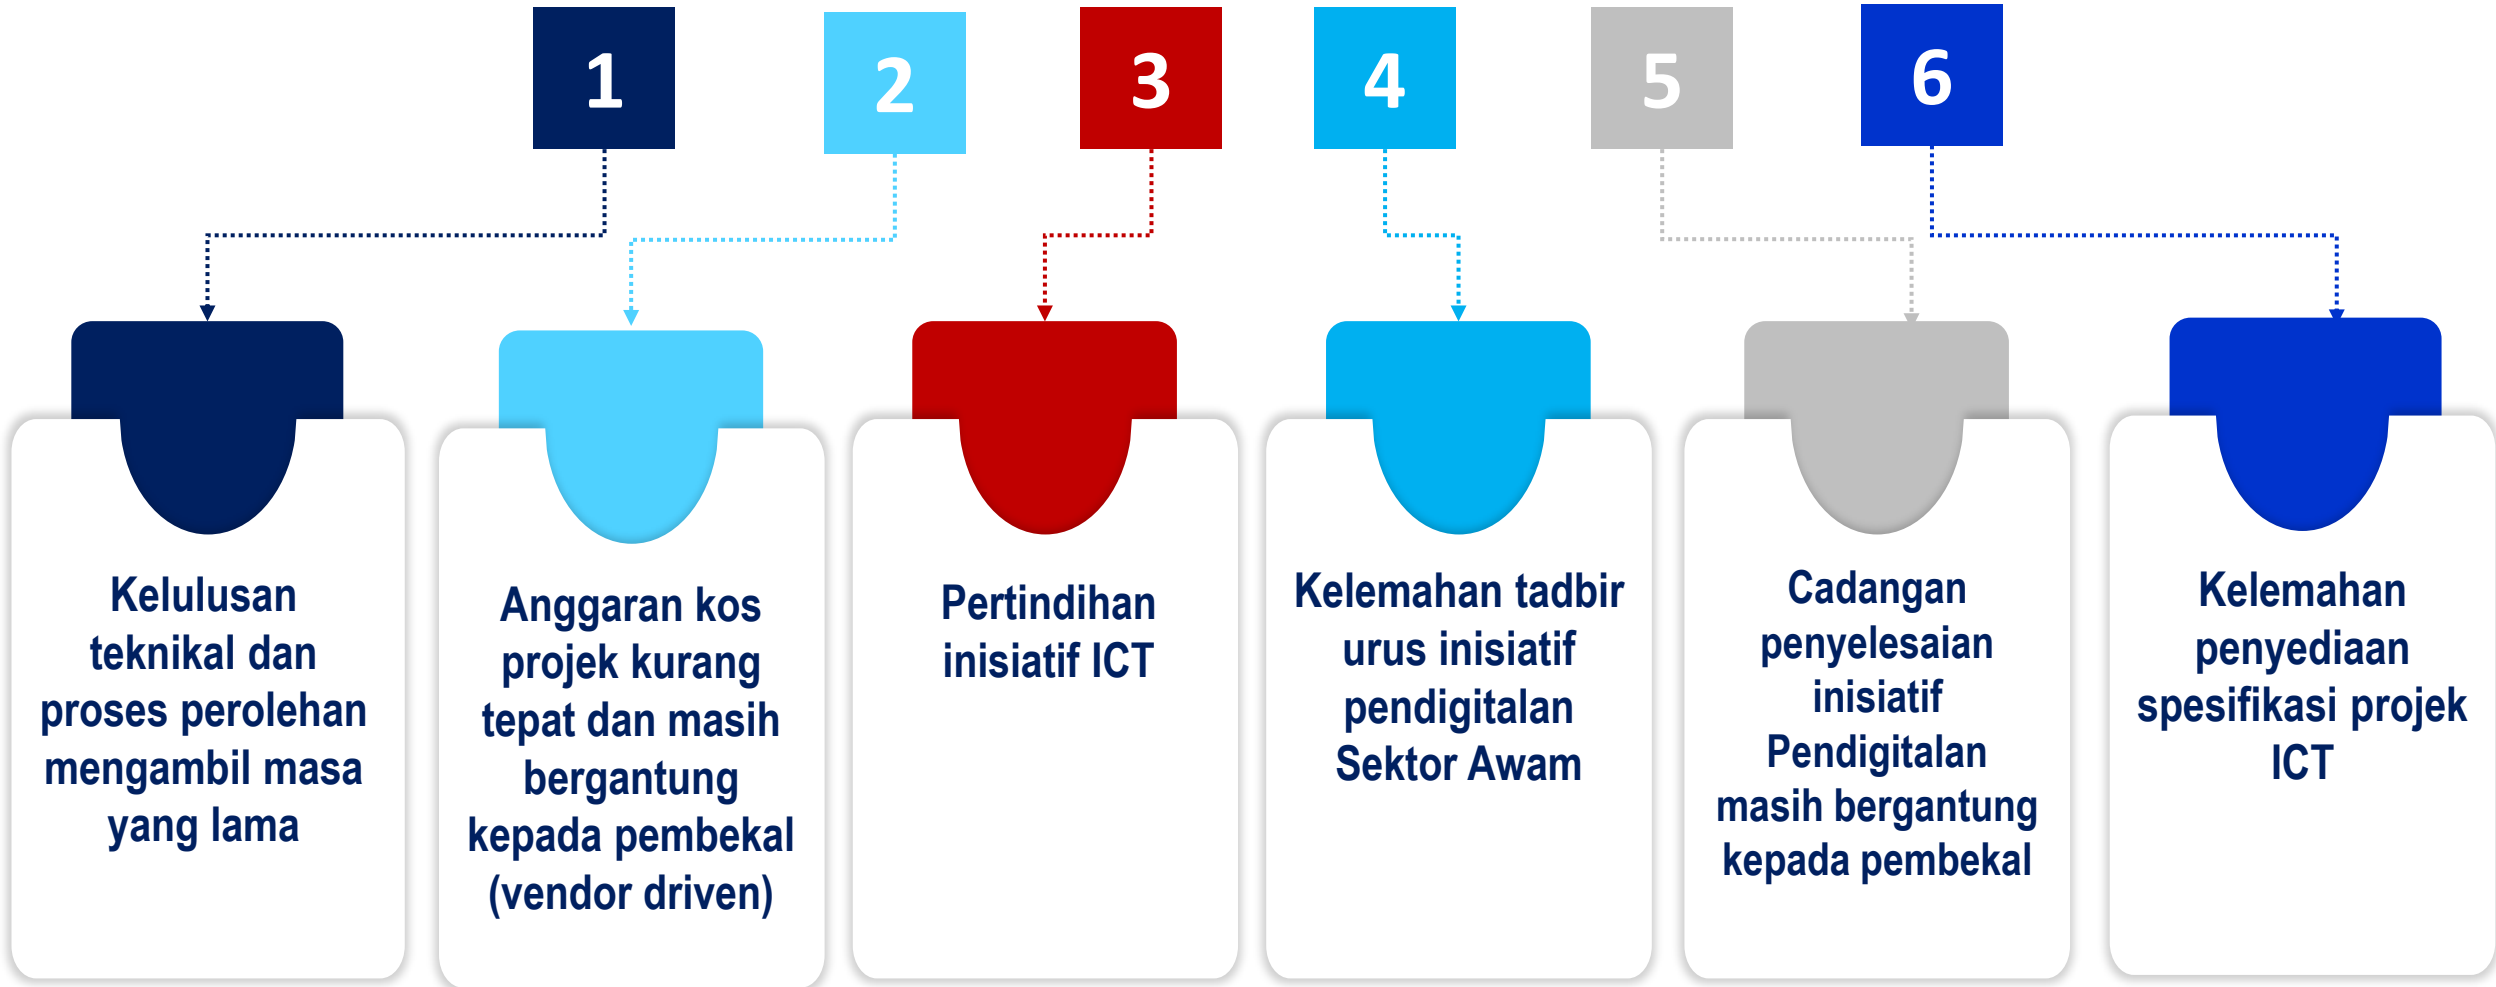 1
2
3
4
5
6
Kelulusan
teknikal dan
proses perolehan
mengambil masa
yang lama
Anggaran kos
projek kurang
tepat dan masih
bergantung
kepada pembekal
(vendor driven)
Pertindihan
inisiatif ICT
Kelemahan tadbir
urus inisiatif
pendigitalan
Sektor Awam
Cadangan
penyelesaian
inisiatif
Pendigitalan
masih bergantung
kepada pembekal
Kelemahan
penyediaan
spesifikasi projek
ICT